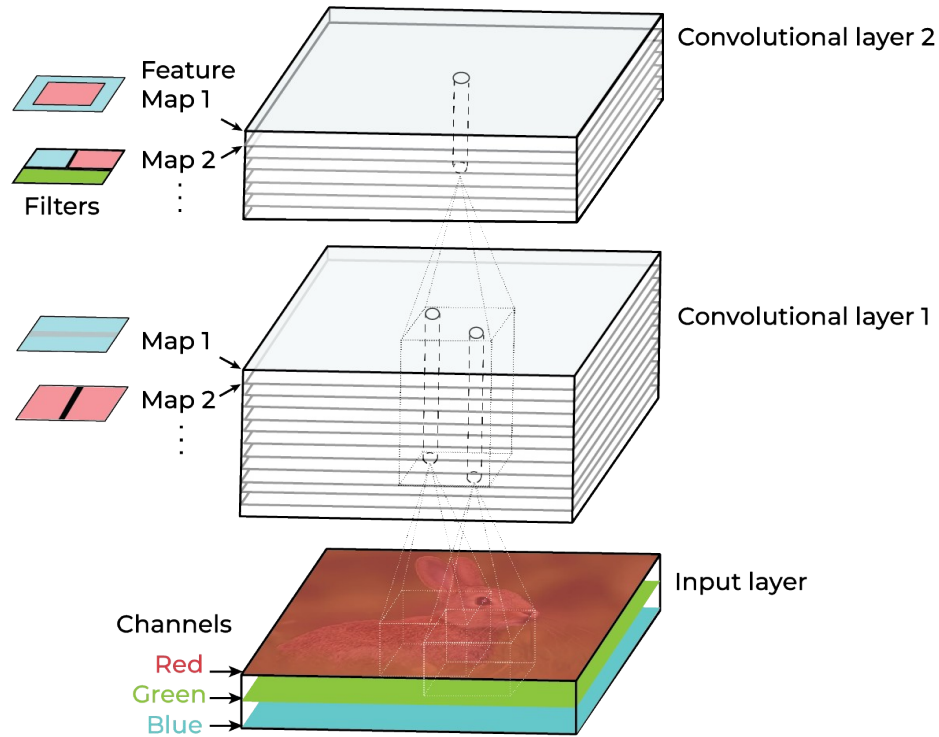 Convolutional layer 2
Feature
Map 1
Map 2
Filters
Convolutional layer 1
Map 1
Map 2
Input layer
Channels
Red
Green
Blue